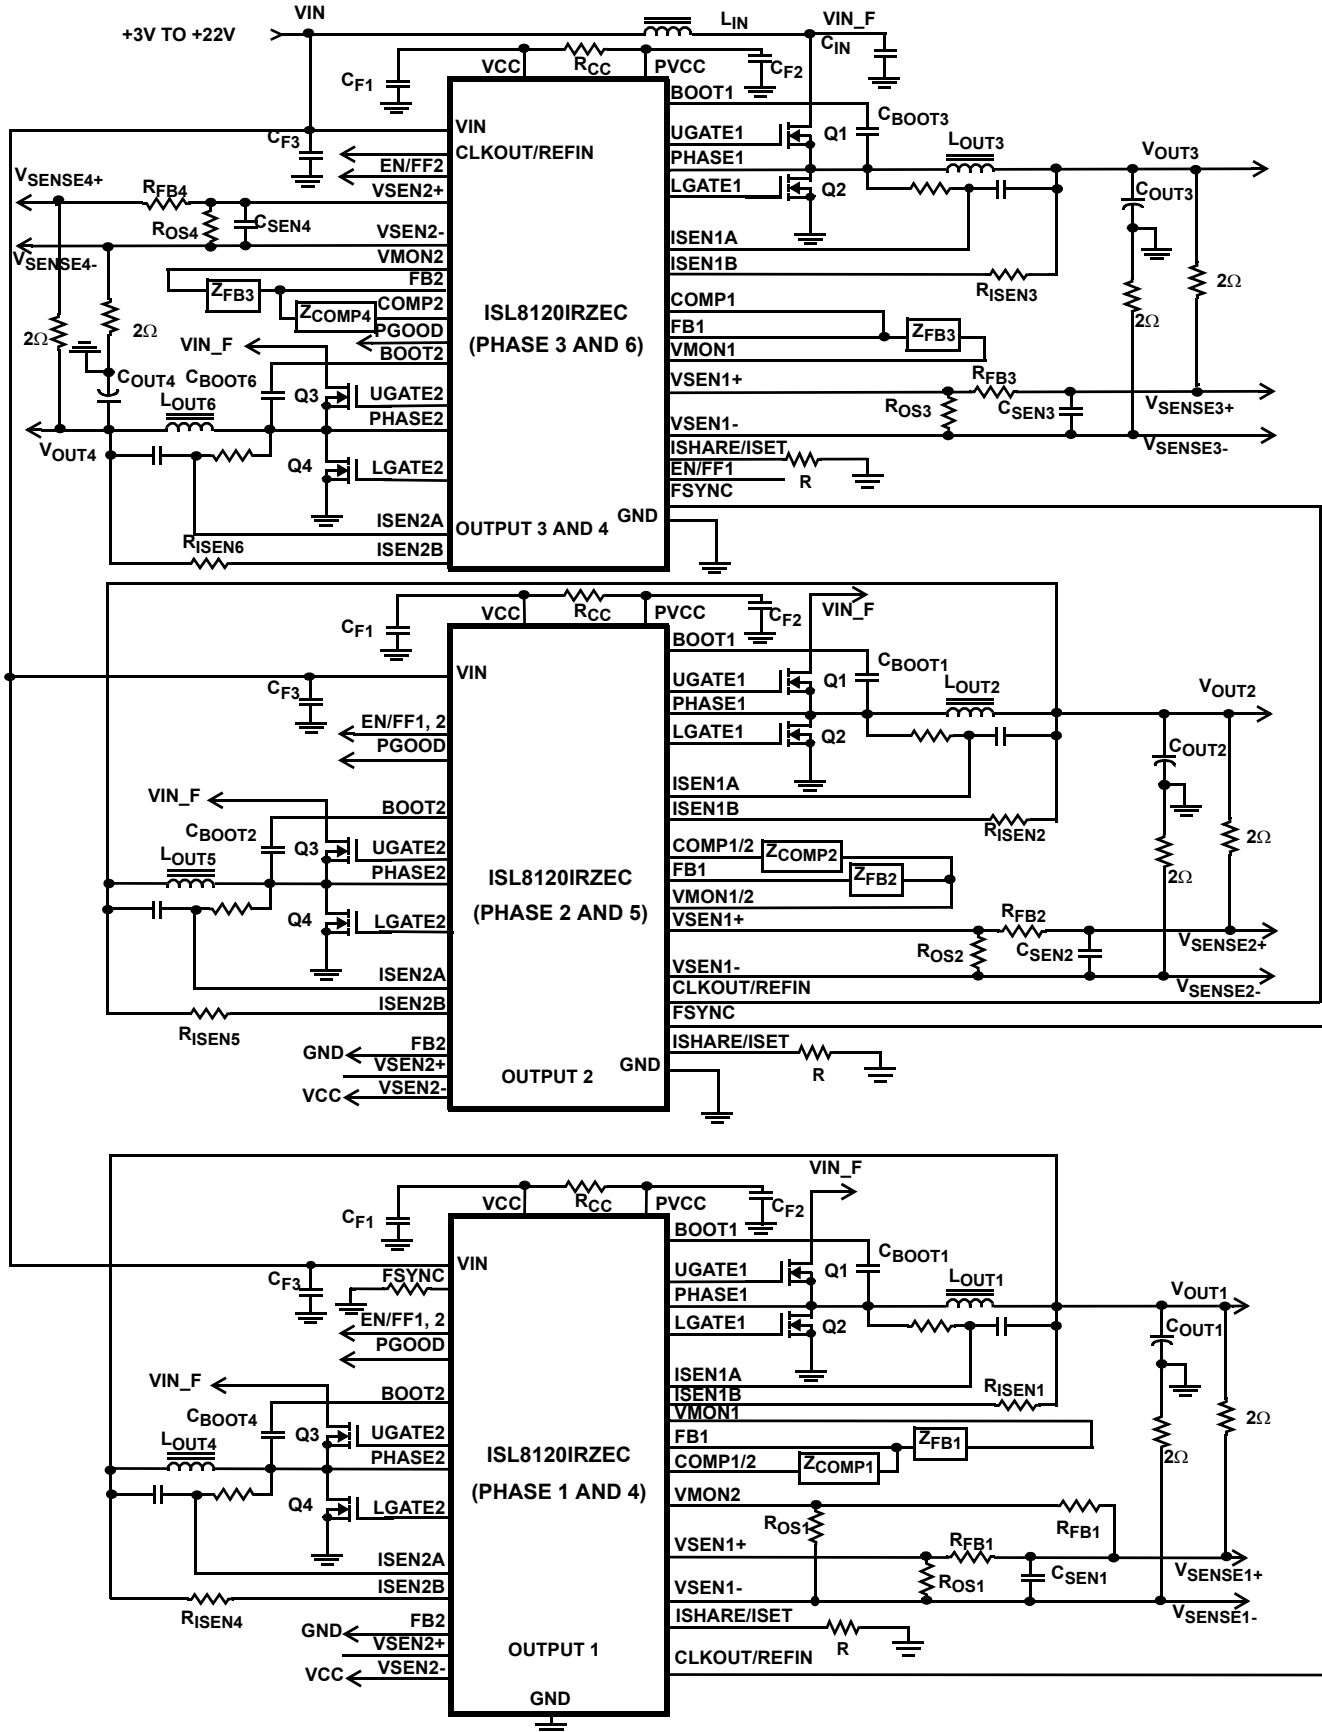 VIN
LIN
VIN_F
+3V TO +22V
CIN
VCC
RCC
PVCC
CF1
CF2
BOOT1
CBOOT3
VIN
CF3
CLKOUT/REFIN
UGATE1
Q1
LOUT3
VOUT3
EN/FF2
PHASE1
VSENSE4+
RFB4
VSEN2+
LGATE1
Q2
COUT3
ROS4
CSEN4
VSEN2-
ISEN1A
VSENSE4-
VMON2
ISEN1B
FB2
RISEN3
2Ω
ZFB3
COMP2
COMP1
ZCOMP4
ISL8120IRZEC
2Ω
2Ω
2Ω
PGOOD
FB1
ZFB3
VIN_F
(PHASE 3 AND 6)
BOOT2
VMON1
COUT4
CBOOT6
RFB3
LOUT6
Q3
UGATE2
VSEN1+
ROS3
CSEN3
VSENSE3+
PHASE2
VSEN1-
VOUT4
VSENSE3-
ISHARE/ISET
Q4
LGATE2
EN/FF1
R
FSYNC
ISEN2A
OUTPUT 3 AND 4
GND
RISEN6
ISEN2B
VCC
RCC
PVCC
VIN_F
CF1
CF2
BOOT1
CBOOT1
VIN
CF3
UGATE1
Q1
LOUT2
VOUT2
PHASE1
EN/FF1, 2
LGATE1
Q2
PGOOD
COUT2
ISEN1A
VIN_F
BOOT2
ISEN1B
CBOOT2
RISEN2
2Ω
LOUT5
Q3
UGATE2
COMP1/2
ZCOMP2
PHASE2
ISL8120IRZEC
FB1
ZFB2
2Ω
VMON1/2
Q4
LGATE2
(PHASE 2 AND 5)
VSEN1+
RFB2
ROS2
CSEN2
VSENSE2+
ISEN2A
VSEN1-
CLKOUT/REFIN
VSENSE2-
ISEN2B
FSYNC
RISEN5
GND
FB2
ISHARE/ISET
VSEN2+
OUTPUT 2
GND
R
VCC
VSEN2-
VIN_F
VCC
RCC
PVCC
CF1
CF2
BOOT1
CBOOT1
VIN
CF3
FSYNC
UGATE1
Q1
LOUT1
VOUT1
PHASE1
EN/FF1, 2
LGATE1
Q2
COUT1
PGOOD
ISEN1A
VIN_F
BOOT2
ISEN1B
RISEN1
CBOOT4
VMON1
2Ω
LOUT4
Q3
UGATE2
FB1
ZFB1
PHASE2
ISL8120IRZEC
COMP1/2
ZCOMP1
2Ω
(PHASE 1 AND 4)
VMON2
Q4
LGATE2
ROS1
RFB1
VSEN1+
RFB1
ISEN2A
VSENSE1+
ISEN2B
VSEN1-
ROS1
CSEN1
RISEN4
ISHARE/ISET
VSENSE1-
GND
FB2
R
VSEN2+
OUTPUT 1
CLKOUT/REFIN
VCC
VSEN2-
GND